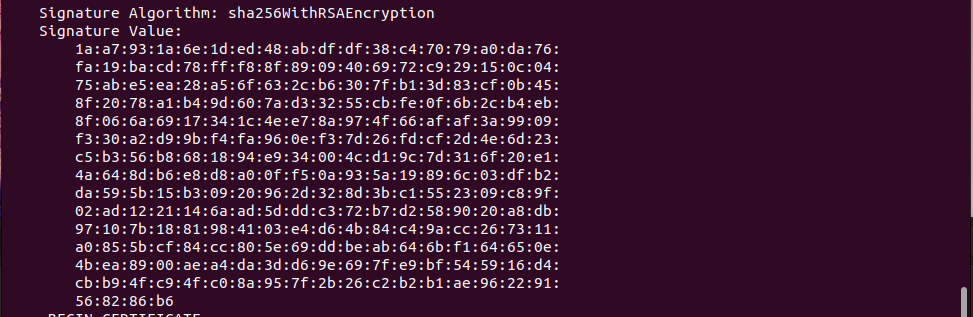 Signature Algorithm: sha256WithRSAEncryption
Signature Value:
1a:a7:93:1a:6e:1d:ed:48:ab:df:df:38:c4:70:79:a0:da:76:
fa:19:ba:cd:78:ff:f8:8f:89:09:40:69:72:c9:29:15:0c:04:
75:ab:e5:ea:28:a5:6f:63:2c:b6:30:7f:b1:3d:83:cf:0b:45:
8f:20:78:a1:b4:9d:60:7a:d3:32:55:cb:fe:0f:6b:2c:b4:eb:
8f:06:6a:69:17:34:1c:4e:e7:8a:97:4f:66:af:af:3a:99:09:
f3:30:a2:d9:9b:f4:fa:96:0e:f3:7d:26:fd:cf:2d:4e:6d:23:
c5:b3:56:b8:68:18:94:e9:34:00:4c:d1:9c:7d:31:6f:20:e1:
4a:64:8d:b6:e8:d8:a0:0f:f5:0a:93:5a:19:89:6c:03:df:b2:
da:59:5b:15:b3:09:20:96:2d:32:8d:3b:c1:55:23:09:c8:9f:
02:ad:12:21:14:6a:ad:5d:dd:c3:72:b7:d2:58:90:20:a8:db:
97:10:7b:18:81:98:41:03:e4:d6:4b:84:c4:9a:cc:26:73:11:
a0:85:5b:cf:84:cc:80:5e:69:dd:be:ab:64:6b:f1:64:65:0e:
4b:ea:89:00:ae:a4:da:3d:d6:9e:69:7f:e9:bf:54:59:16:d4:
cb:b9:4f:c9:4f:c0:8a:95:7f:2b:26:c2:b2:b1:ae:96:22:91:
56:82:86:b6
BEGIN CERTIFICATE